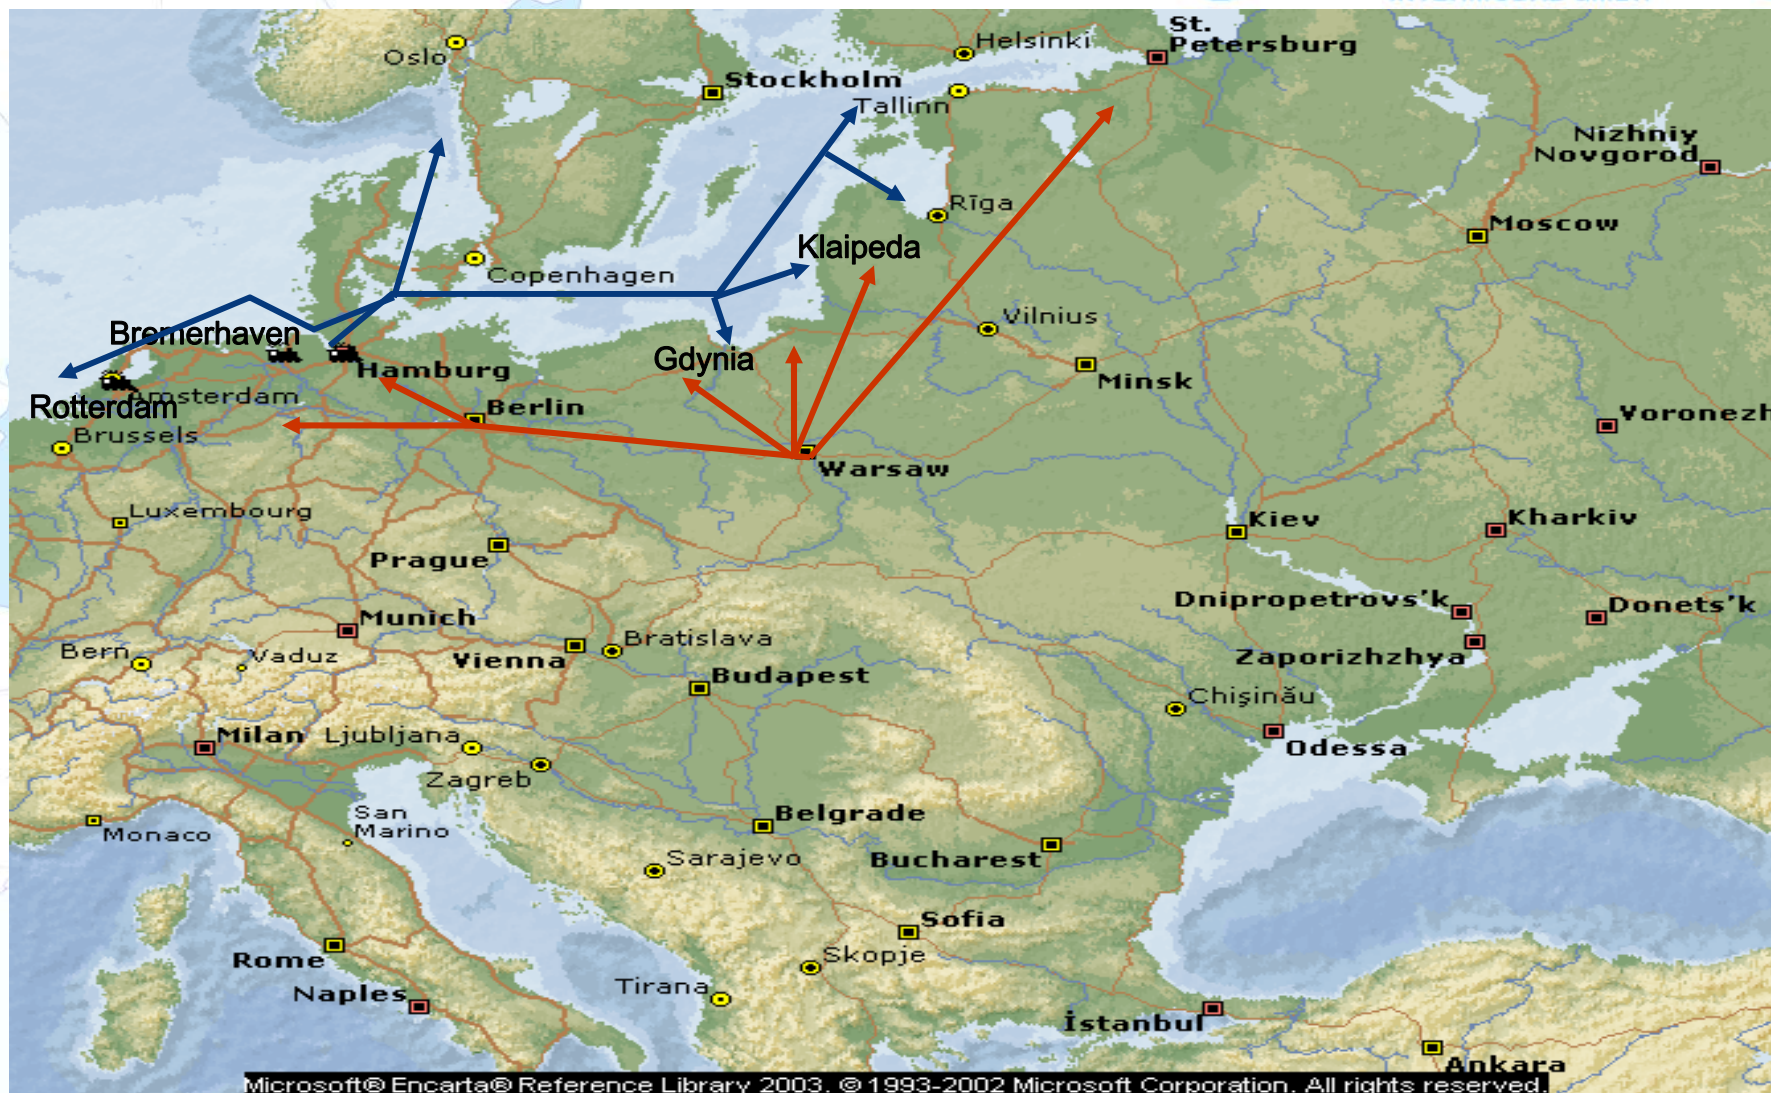 Oslo
Helsinki
St.
Petersburg
Stockholm
Tallinn
Nizhniy
Novgorod
Rīga
Moscow
Klaipeda
Copenhagen
Vilnius
Bremerhaven
Gdynia
Hamburg
Minsk
Amsterdam
Rotterdam
Berlin
Voronezh
Brussels
Warsaw
Luxembourg
Kiev
Kharkiv
Prague
Dnipropetrovs'k
Donets'k
Munich
Bern
Vaduz
Vienna
Bratislava
Zaporizhzhya
Budapest
Chişinău
Milan
Ljubljana
Odessa
Zagreb
San
Marino
Monaco
Belgrade
Sarajevo
Bucharest
Sofia
Rome
Skopje
Naples
Tirana
İstanbul
Ankara
Microsoft® Encarta® Reference Library 2003. © 1993-2002 Microsoft Corporation. All rights reserved.